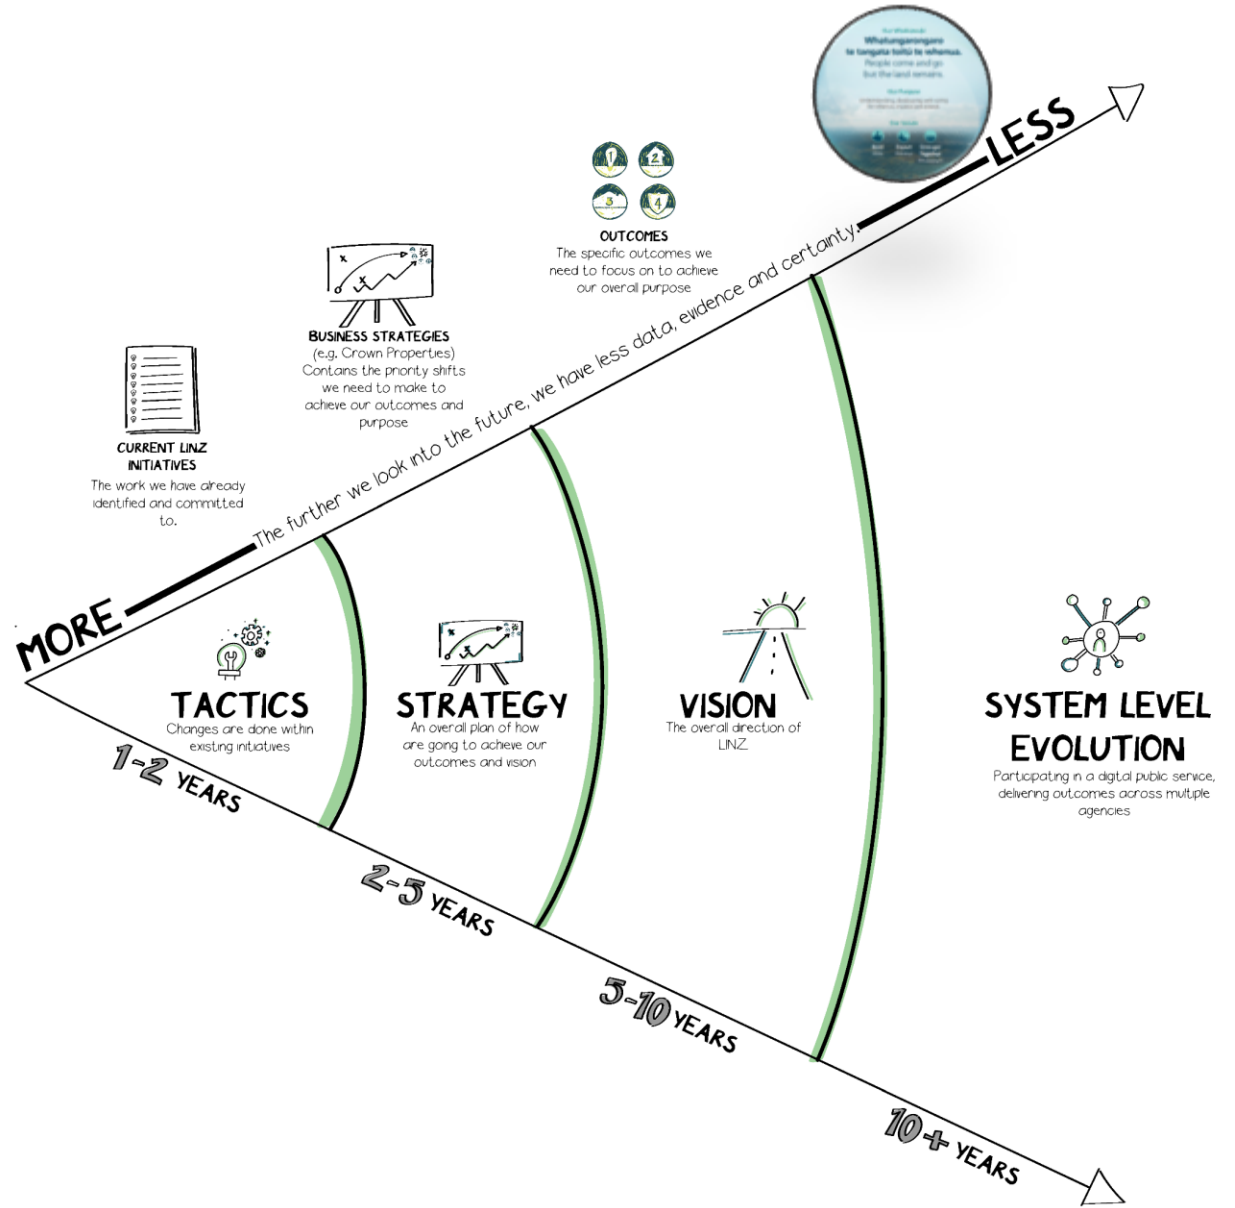 Whatungarongaro
te tangata toitū te whenua.
People come and go
but the land remains.
Our Purpose
LESS
1
2
3
4
OUTCOMES
The specific outcomes we
need to focus on to achieve
our overall purpose
BUSINESS STRATEGIES
(e.g. Crown Properties)
Contains the priority shifts
we need to make to
achieve our outcomes and
purpose
CURRENT LINZ
INITIATIVES
The work we have already
identified and committed
to.
The further we look into the future, we have less data, evidence and certainty.
MORE
TACTICS
Changes are done within
existing initiatives
STRATEGY
An overall plan of how
are going to achieve our
outcomes and vision
VISION
The overall direction of
LINZ
SYSTEM LEVEL
EVOLUTION
Participating in a digital public service,
delivering outcomes across multiple
agencies
1-2 YEARS
2-5 YEARS
5-10 YEARS
10+ YEARS